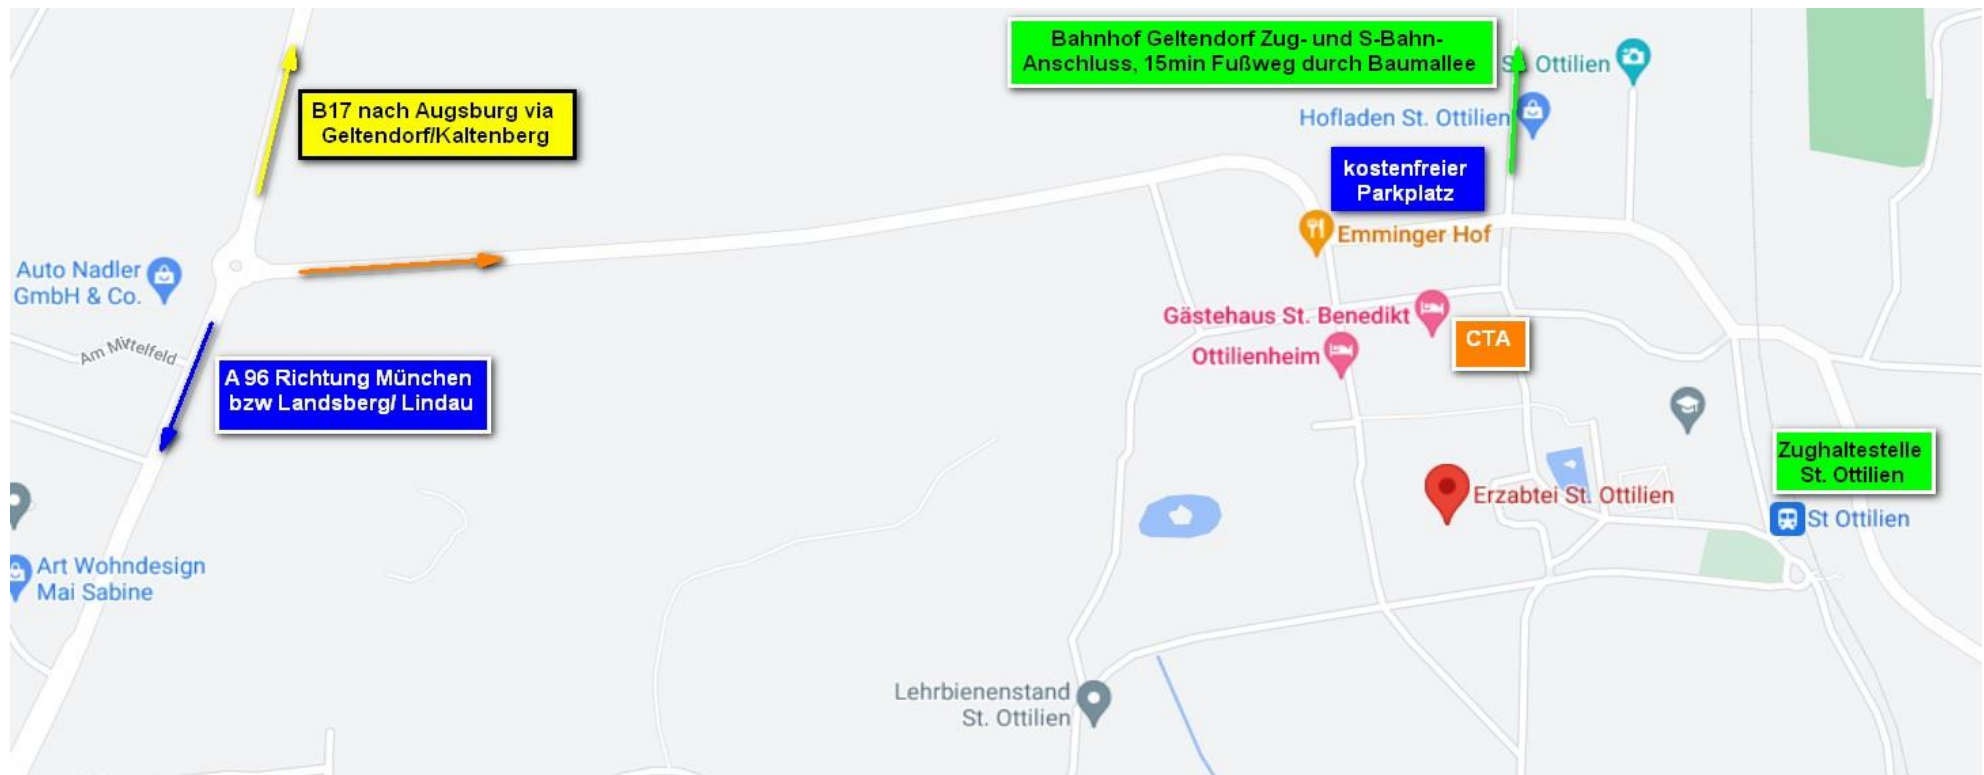 Bahnhof Geltendorf Zug- und S-Bahn-
Anschluss, 15min Fußweg durch Baumallee
St. Ottilien
B17 nach Augsburg via
Geltendorf/Kaltenberg
Hofladen St. Ottilien
kostenfreier
Parkplatz
Emminger Hof
Auto Nadler
GmbH & Co.
Gästehaus St. Benedikt
CTA
Am Mittelfeld
Ottilienheim
A 96 Richtung München
bzw Landsberg/ Lindau
Zughaltestelle
St. Ottilien
Erzabtei St. Ottilien
St Ottilien
Art Wohndesign
Mai Sabine
Lehrbienenstand
St. Ottilien